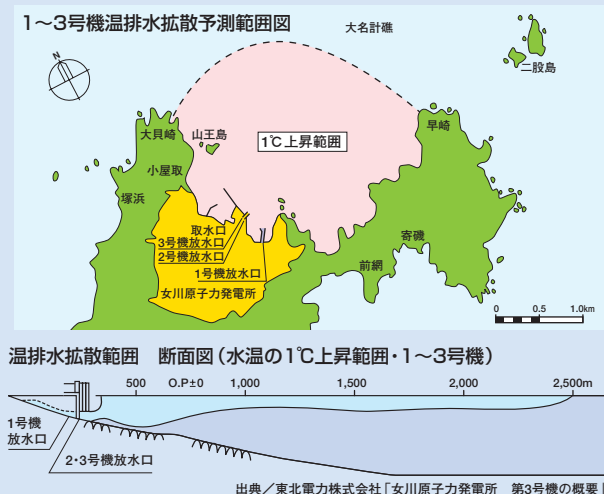 1〜3号機温排水拡散予測範囲図
大名計礁
二股島
N
大貝崎
山王島
早崎
1℃上昇範囲
小屋取
塚浜
取水口
3号機放水口
2号機放水口
1号機放水口
女川原子力発電所
寄磯
前網
0 0.5 1.0km
温排水拡散範囲 断面図(水温の1℃上昇範囲・1〜3号機)
500 O.P±0 1,000 1,500 2,000 2,500m
1号機
放水口
2・3号機放水口
出典/東北電力株式会社「女川原子力発電所 第3号機の概要」